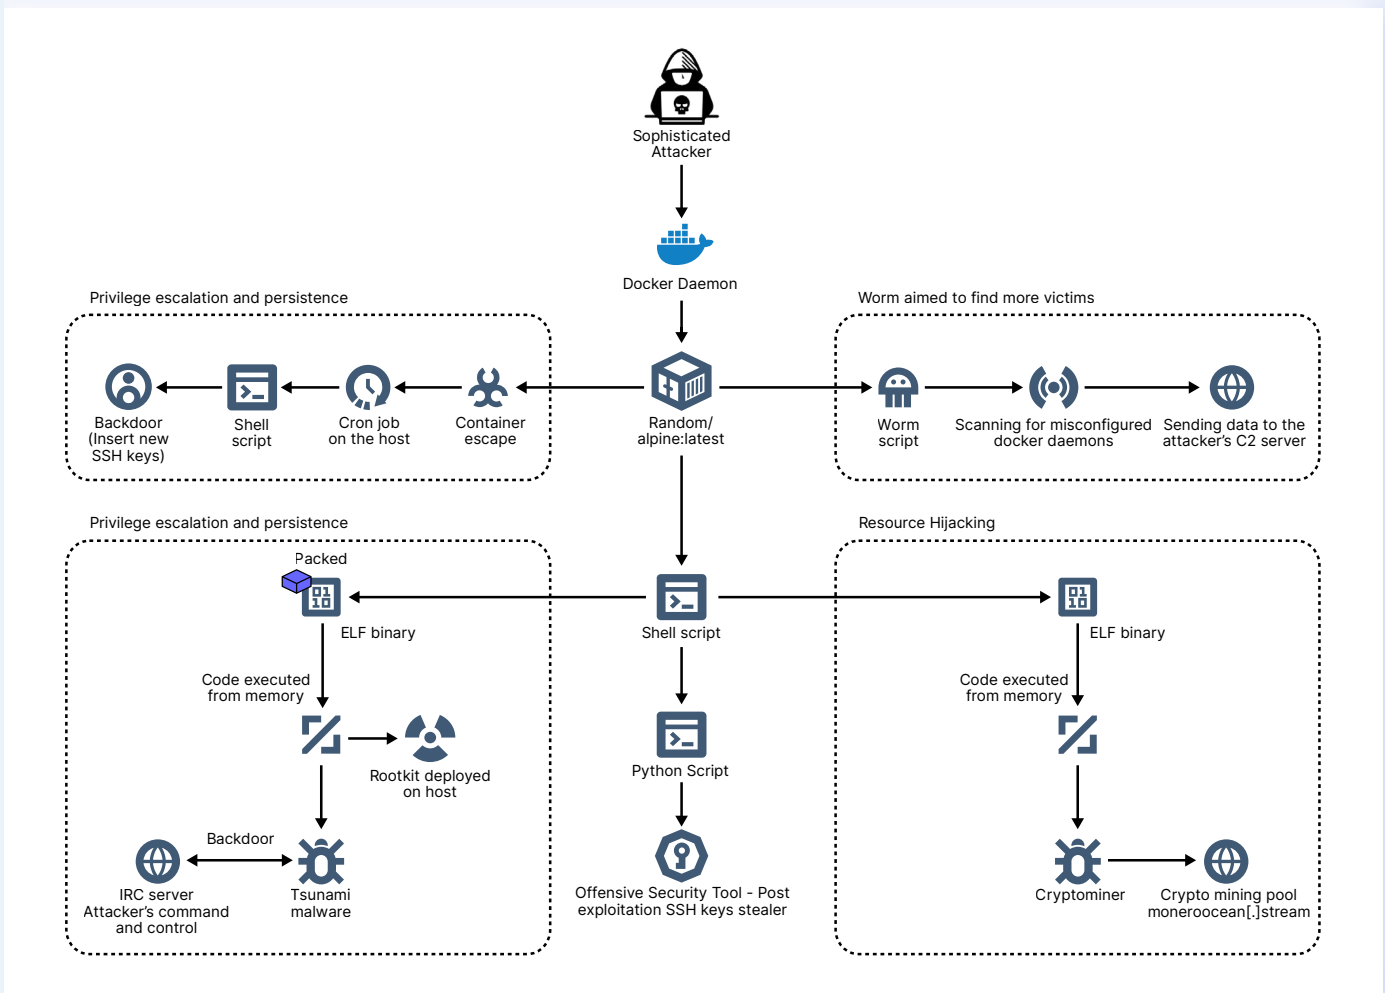 Sophisticated
Attacker
Docker Daemon
Privilege escalation and persistence
Backdoor
(Insert new
SSH keys)
Shell
script
Cron job
on the host
Container
escape
Random/
alpine:latest
Worm aimed to find more victims
Worm
script
Scanning for misconfigured
docker daemons
Sending data to the
attacker's C2 server
Privilege escalation and persistence
Packed
01
10
ELF binary
Code executed
from memory
Rootkit deployed
on host
Backdoor
IRC server
Attacker's command
and control
Tsunami
malware
Shell script
Python Script
Offensive Security Tool - Post
exploitation SSH keys stealer
Resource Hijacking
01
10
ELF binary
Code executed
from memory
Cryptominer
Crypto mining pool
moneroocean[.]stream